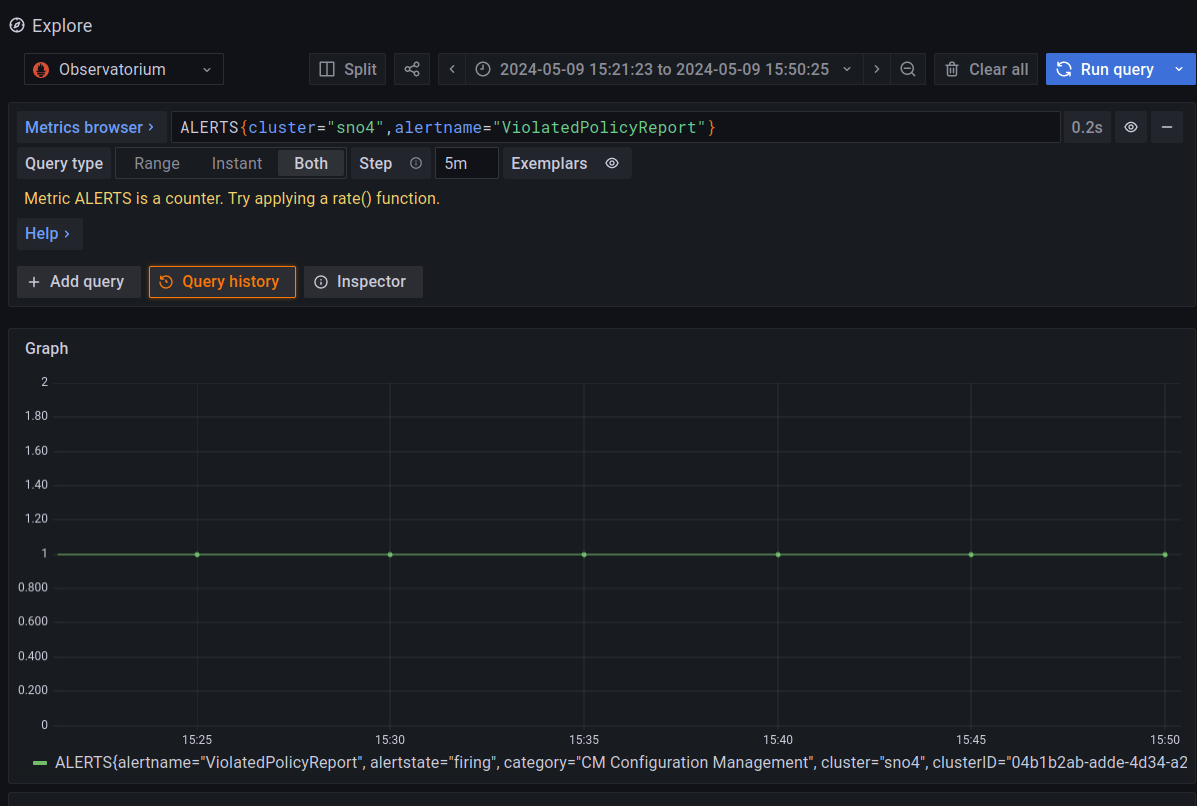 Explore
Observatorium Split 2024-05-09 15:21:23 to 2024-05-09 15:50:25 Clear all Run query
Metrics browser > ALERTS{cluster="sno4",alertname="ViolatedPolicyReport"} 0.2s
Query type Range Instant Both Step 5m Exemplars
Metric ALERTS is a counter. Try applying a rate() function.
Help >
+ Add query Query history Inspector
Graph
2
1.80
1.60
1.40
1.20
1
0.800
0.600
0.400
0.200
0
15:25 15:30 15:35 15:40 15:45 15:50
ALERTS{alertname="ViolatedPolicyReport", alertstate="firing", category="CM Configuration Management", cluster="sno4", clusterID="04b1b2ab-adde-4d34-a2